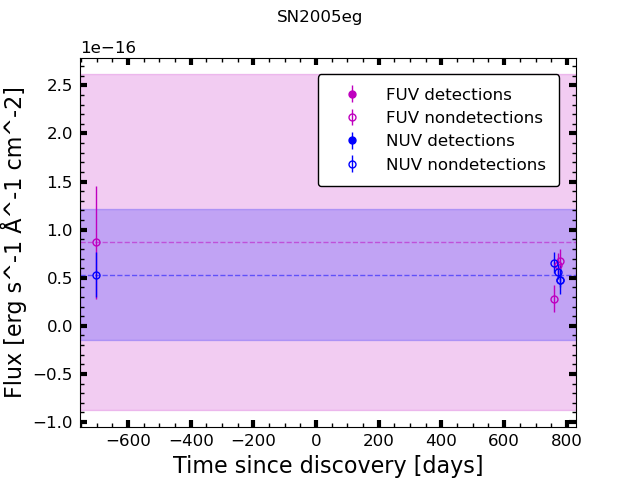 SN2005eg
1e−16
FUV detections
FUV nondetections
NUV detections
NUV nondetections
2.5
2.0
1.5
1.0
0.5
0.0
−0.5
−1.0
Flux [erg s^-1 Å^-1 cm^-2]
−600 −400 −200 0 200 400 600 800
Time since discovery [days]